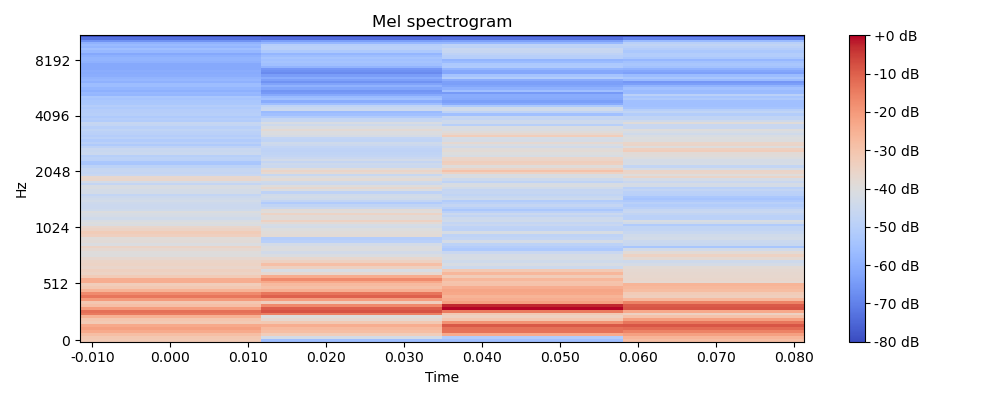 Mel spectrogram
Hz
8192
4096
2048
1024
512
0
-0.010 0.000 0.010 0.020 0.030 0.040 0.050 0.060 0.070 0.080
Time
+0 dB
-10 dB
-20 dB
-30 dB
-40 dB
-50 dB
-60 dB
-70 dB
-80 dB